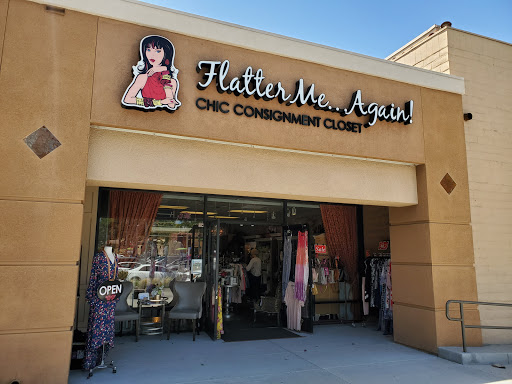 Flatter Me...Again!
CHIC CONSIGNMENT CLOSET
OPEN